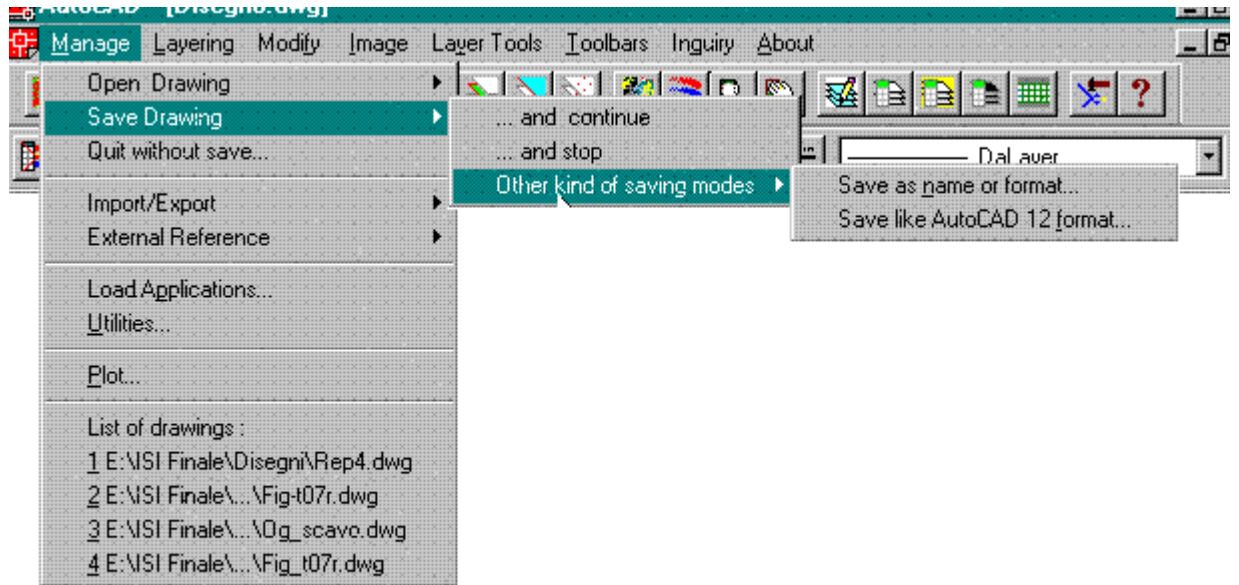 AutoCAD - [Disegno.dwg]
Manage Layering Modify Image Layer Tools Toolbars Inquiry About
Open Drawing
Save Drawing
Quit without save...
Import/Export
External Reference
Load Applications...
Utilities...
Plot...
List of drawings :
1 E:\ISI Finale\Disegni\Rep4.dwg
2 E:\ISI Finale\...\Fig-t07r.dwg
3 E:\ISI Finale\...\Og_scavo.dwg
4 E:\ISI Finale\...\Fig_t07r.dwg
... and continue
... and stop
Other kind of saving modes
Save as name or format...
Save like AutoCAD 12 format...
DaLayer
?